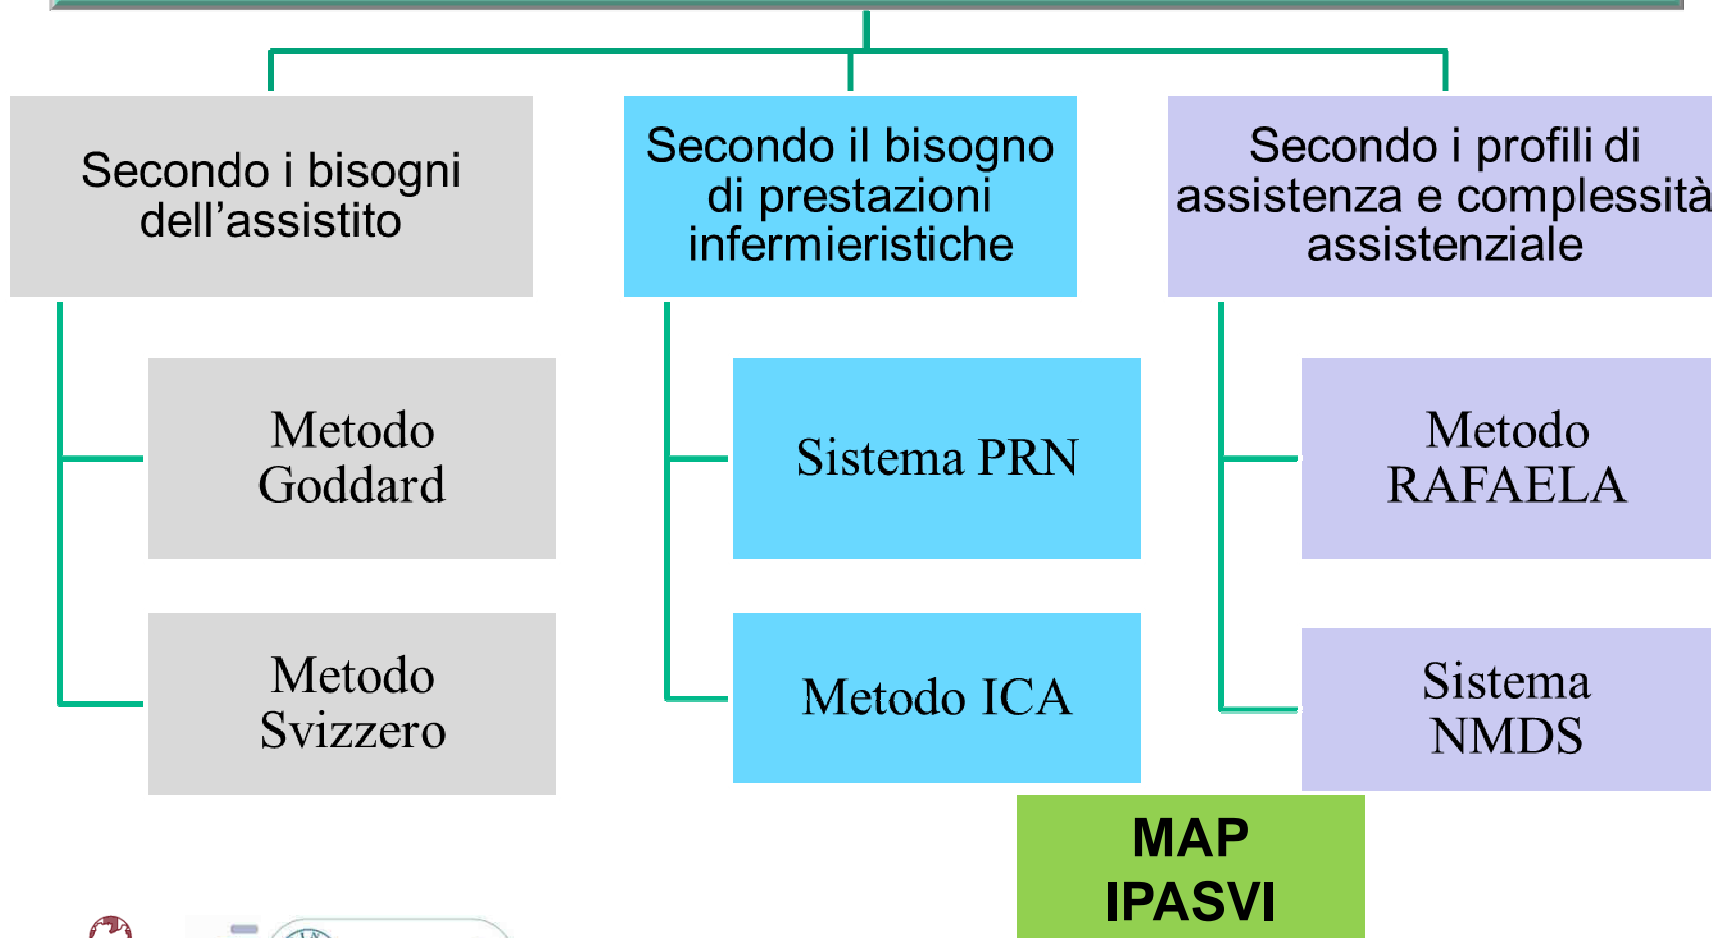 Secondo i bisogni
dell’assistito
Secondo il bisogno
di prestazioni
infermieristiche
Secondo i profili di
assistenza e complessità
assistenziale
Metodo
Goddard
Sistema PRN
Metodo
RAFAELA
Metodo
Svizzero
Metodo ICA
Sistema
NMDS
MAP
IPASVI